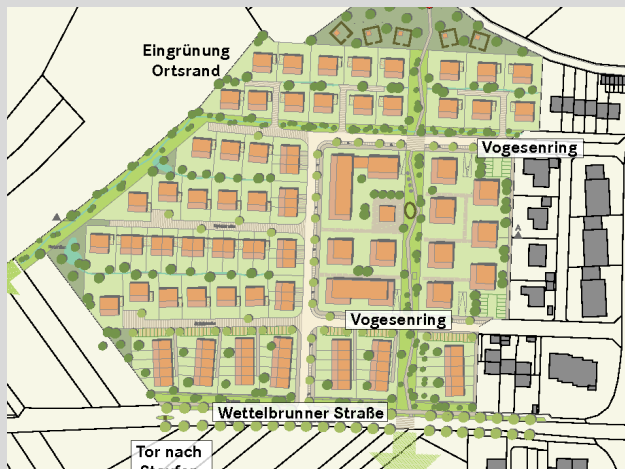 Eingrünung
Ortsrand
Vogesenring
Vogesenring
Wettelbrunner Straße
Tor nach